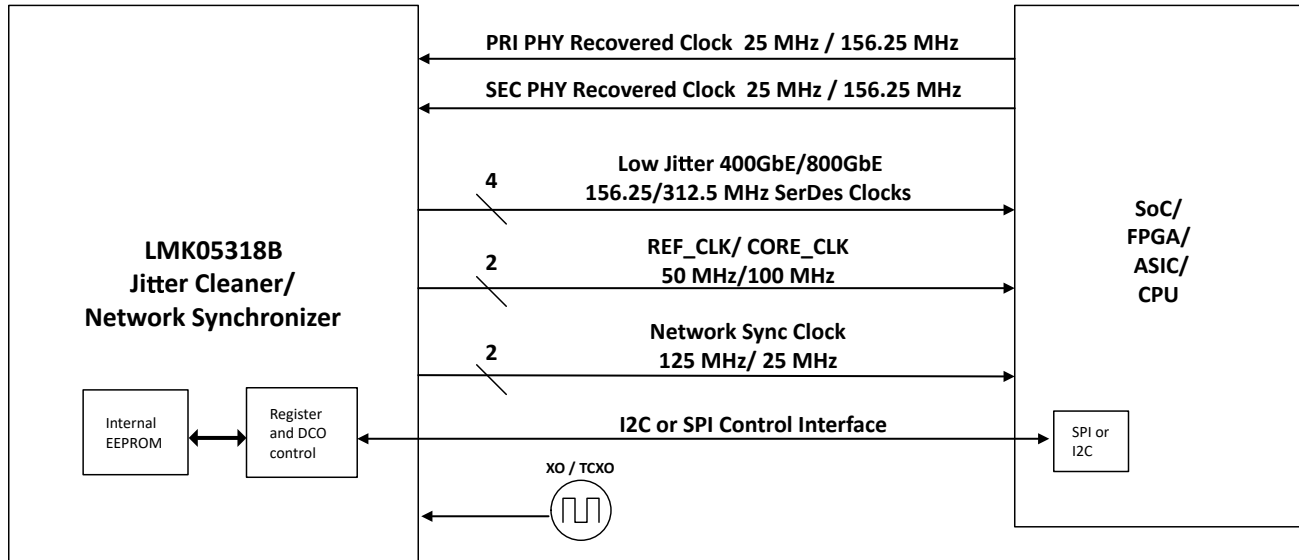 PRI PHY Recovered Clock 25 MHz / 156.25 MHz
SEC PHY Recovered Clock 25 MHz / 156.25 MHz
4
Low Jitter 400GbE/800GbE
156.25/312.5 MHz SerDes Clocks
LMK05318B
Jitter Cleaner/
Network Synchronizer
2
REF_CLK/ CORE_CLK
50 MHz/100 MHz
SoC/
FPGA/
ASIC/
CPU
2
Network Sync Clock
125 MHz/ 25 MHz
Internal
EEPROM
Register
and DCO
control
I2C or SPI Control Interface
SPI or
I2C
XO / TCXO